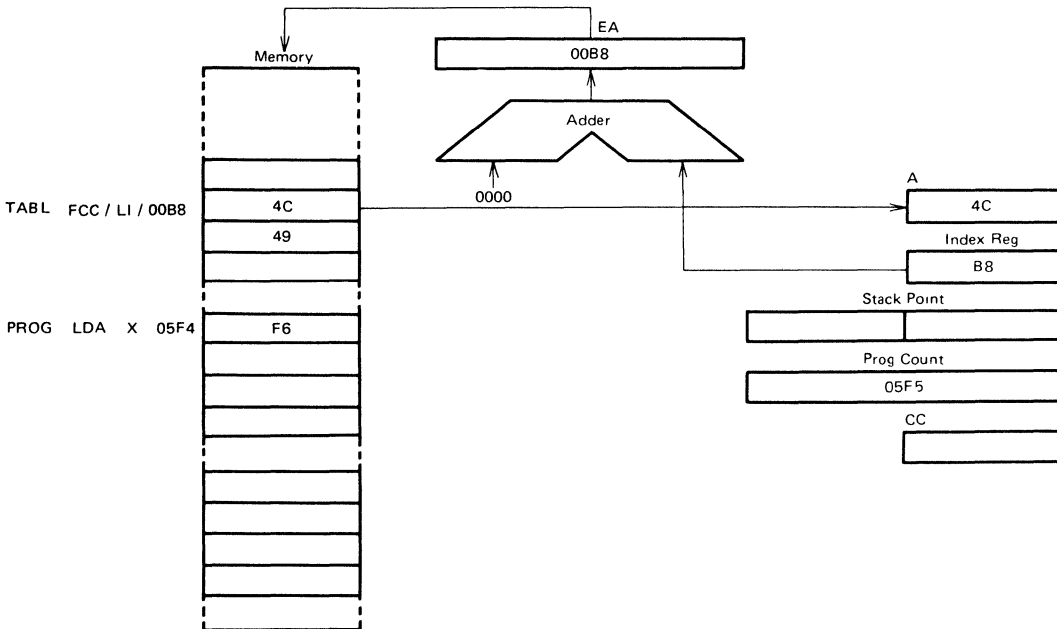 EA
00B8
Memory
Adder
0000
A
TABL FCC / LI / 00B8 4C 4C
49
Index Reg
B8
Stack Point
PROG LDA X 05F4 F6
Prog Count
05F5
CC